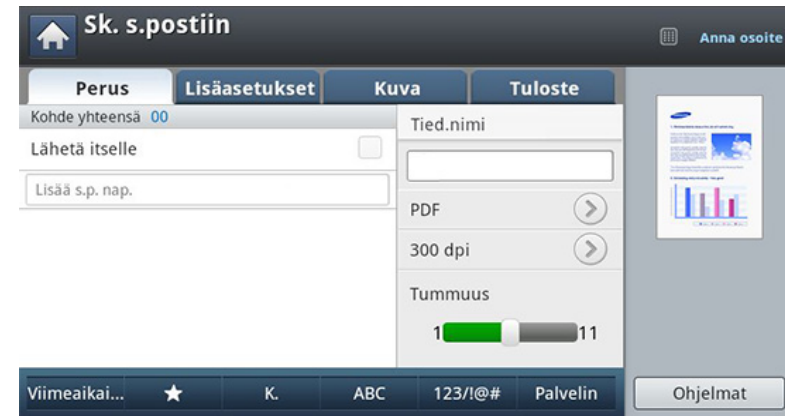 Sk. s.postiin
Anna osoite
Perus Lisäasetukset Kuva Tuloste
Kohde yhteensä 00
Lähetä itselle
Lisää s.p. nap.
Tied.nimi
PDF
300 dpi
Tummuus
1 11
Viimeaikai... ★ K. ABC 123/!@# Palvelin
Ohjelmat